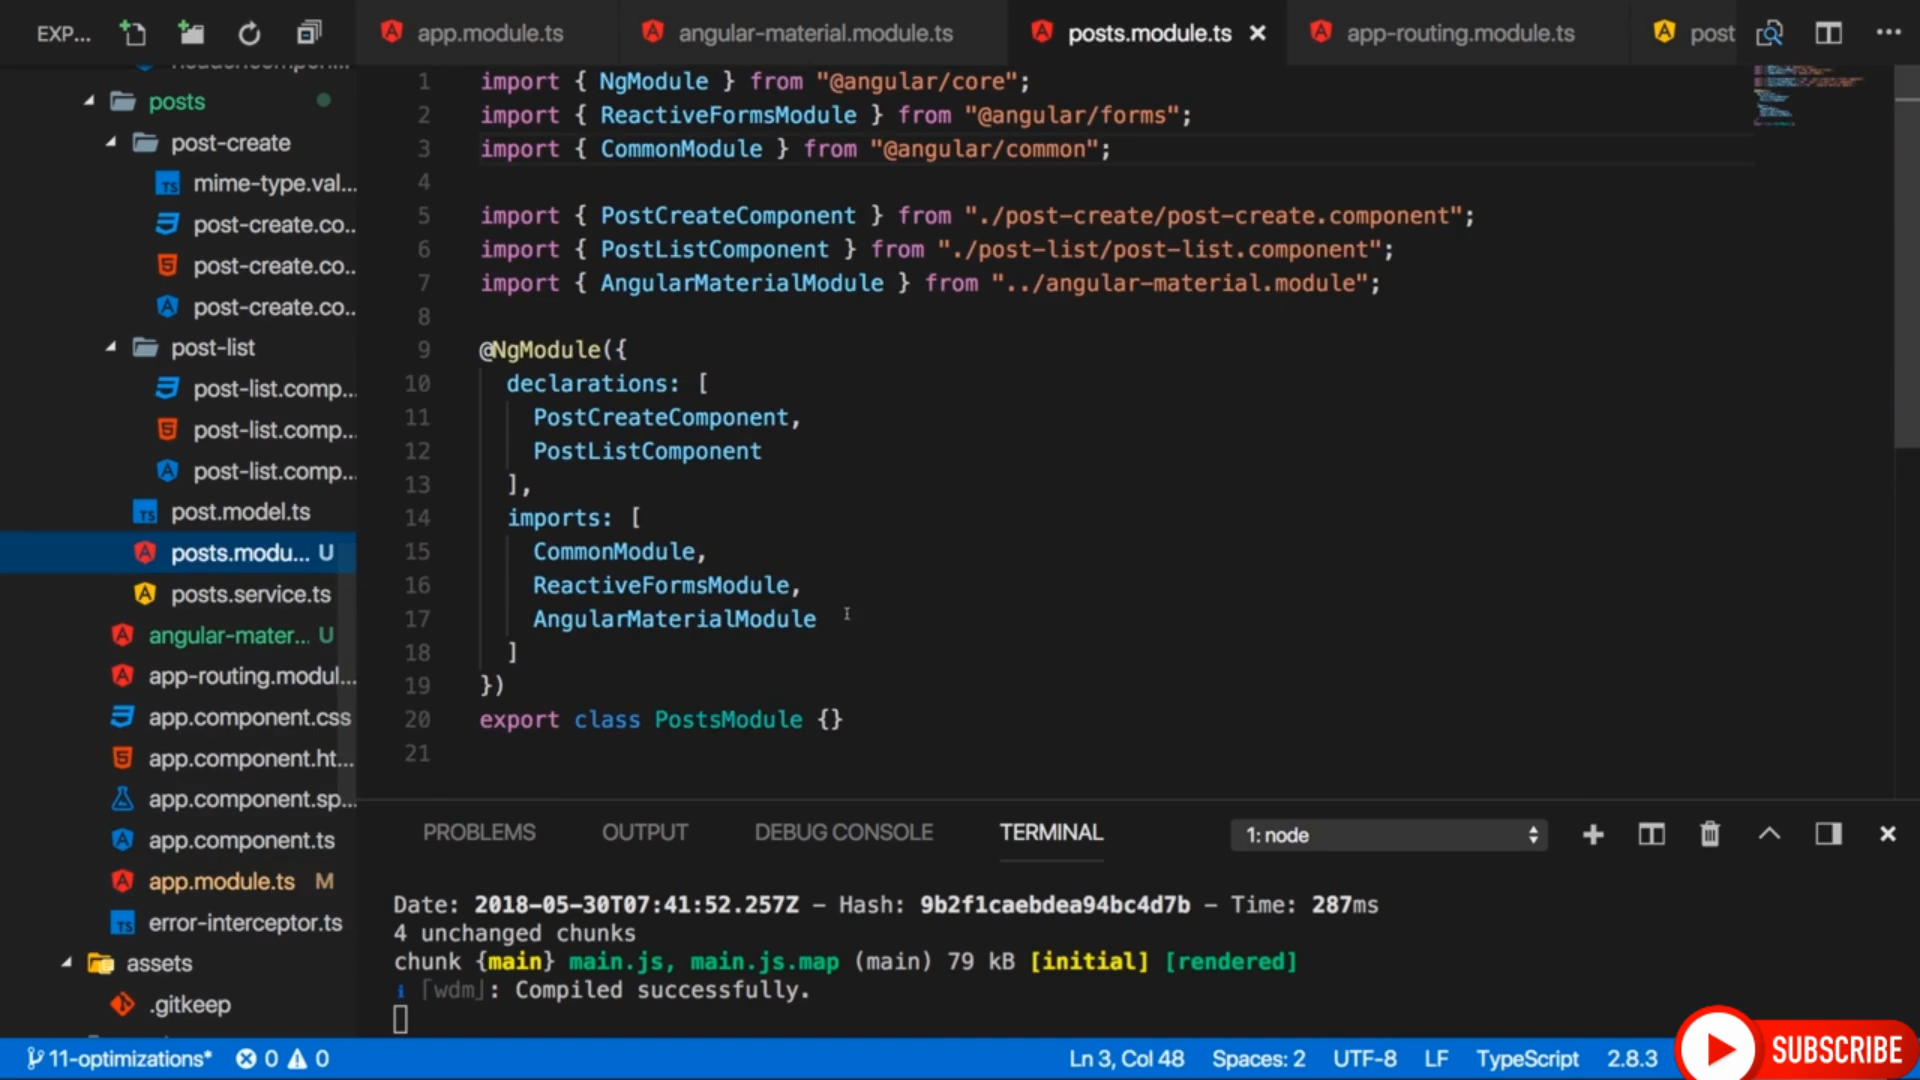 EXP...
app.module.ts
angular-material.module.ts
posts.module.ts
app-routing.module.ts
post
posts
post-create
mime-type.val...
post-create.co...
post-create.co...
post-create.co...
post-list
post-list.comp...
post-list.comp...
post-list.comp...
post.model.ts
posts.modu... U
posts.service.ts
angular-mater... U
app-routing.modul...
app.component.css
app.component.ht...
app.component.sp...
app.component.ts
app.module.ts M
error-interceptor.ts
assets
.gitkeep
1 import { NgModule } from "@angular/core";
2 import { ReactiveFormsModule } from "@angular/forms";
3 import { CommonModule } from "@angular/common";
4
5 import { PostCreateComponent } from "./post-create/post-create.component";
6 import { PostListComponent } from "./post-list/post-list.component";
7 import { AngularMaterialModule } from "../angular-material.module";
8
9 @NgModule({
10 declarations: [
11 PostCreateComponent,
12 PostListComponent
13 ],
14 imports: [
15 CommonModule,
16 ReactiveFormsModule,
17 AngularMaterialModule
18 ]
19 })
20 export class PostsModule {}
21
PROBLEMS OUTPUT DEBUG CONSOLE TERMINAL 1: node
Date: 2018-05-30T07:41:52.257Z - Hash: 9b2f1caebdea94bc4d7b - Time: 287ms
4 unchanged chunks
chunk {main} main.js, main.js.map (main) 79 kB [initial] [rendered]
i ｢wdm｣: Compiled successfully.
11-optimizations* 0 0 Ln 3, Col 48 Spaces: 2 UTF-8 LF TypeScript 2.8.3
SUBSCRIBE